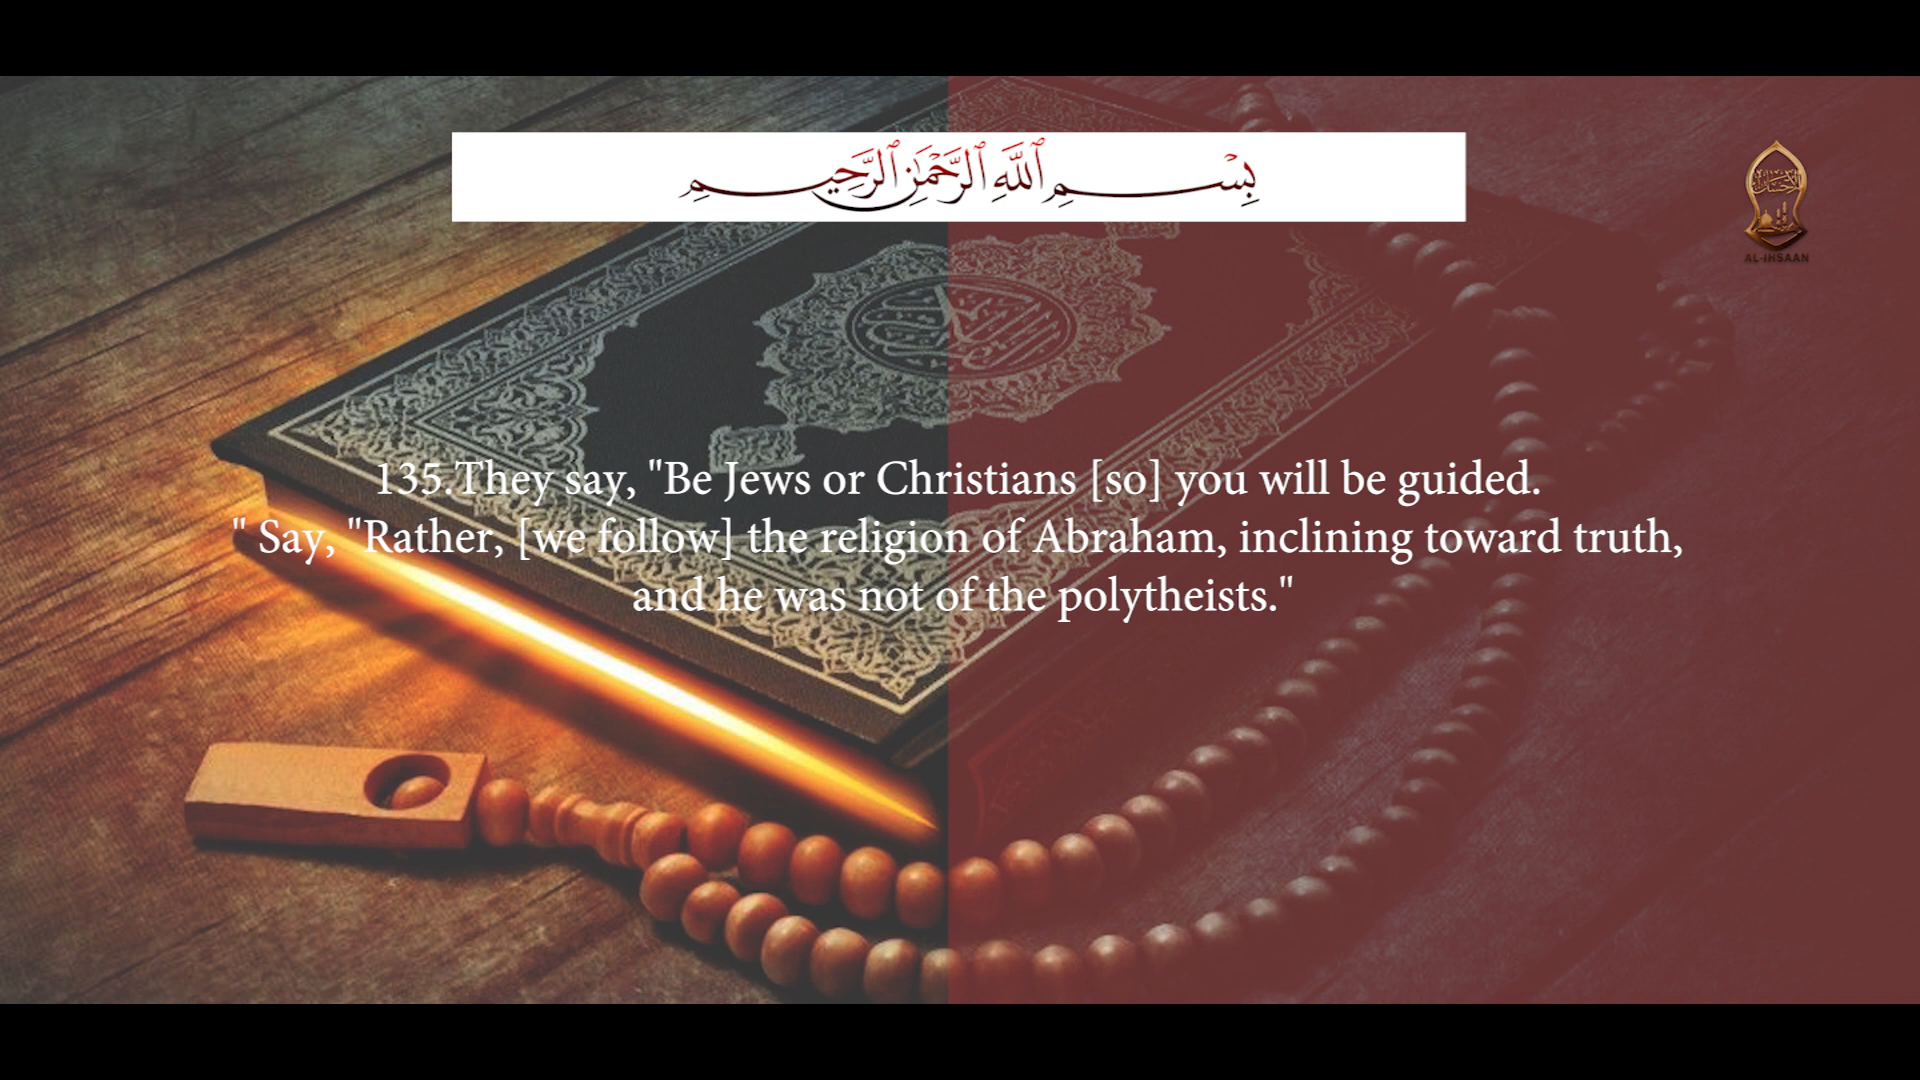 بِسْمِ ٱللَّهِ ٱلرَّحْمَٰنِ ٱلرَّحِيمِ
AL-IHSAAN
135.They say, "Be Jews or Christians [so] you will be guided.
" Say, "Rather, [we follow] the religion of Abraham, inclining toward truth,
and he was not of the polytheists."